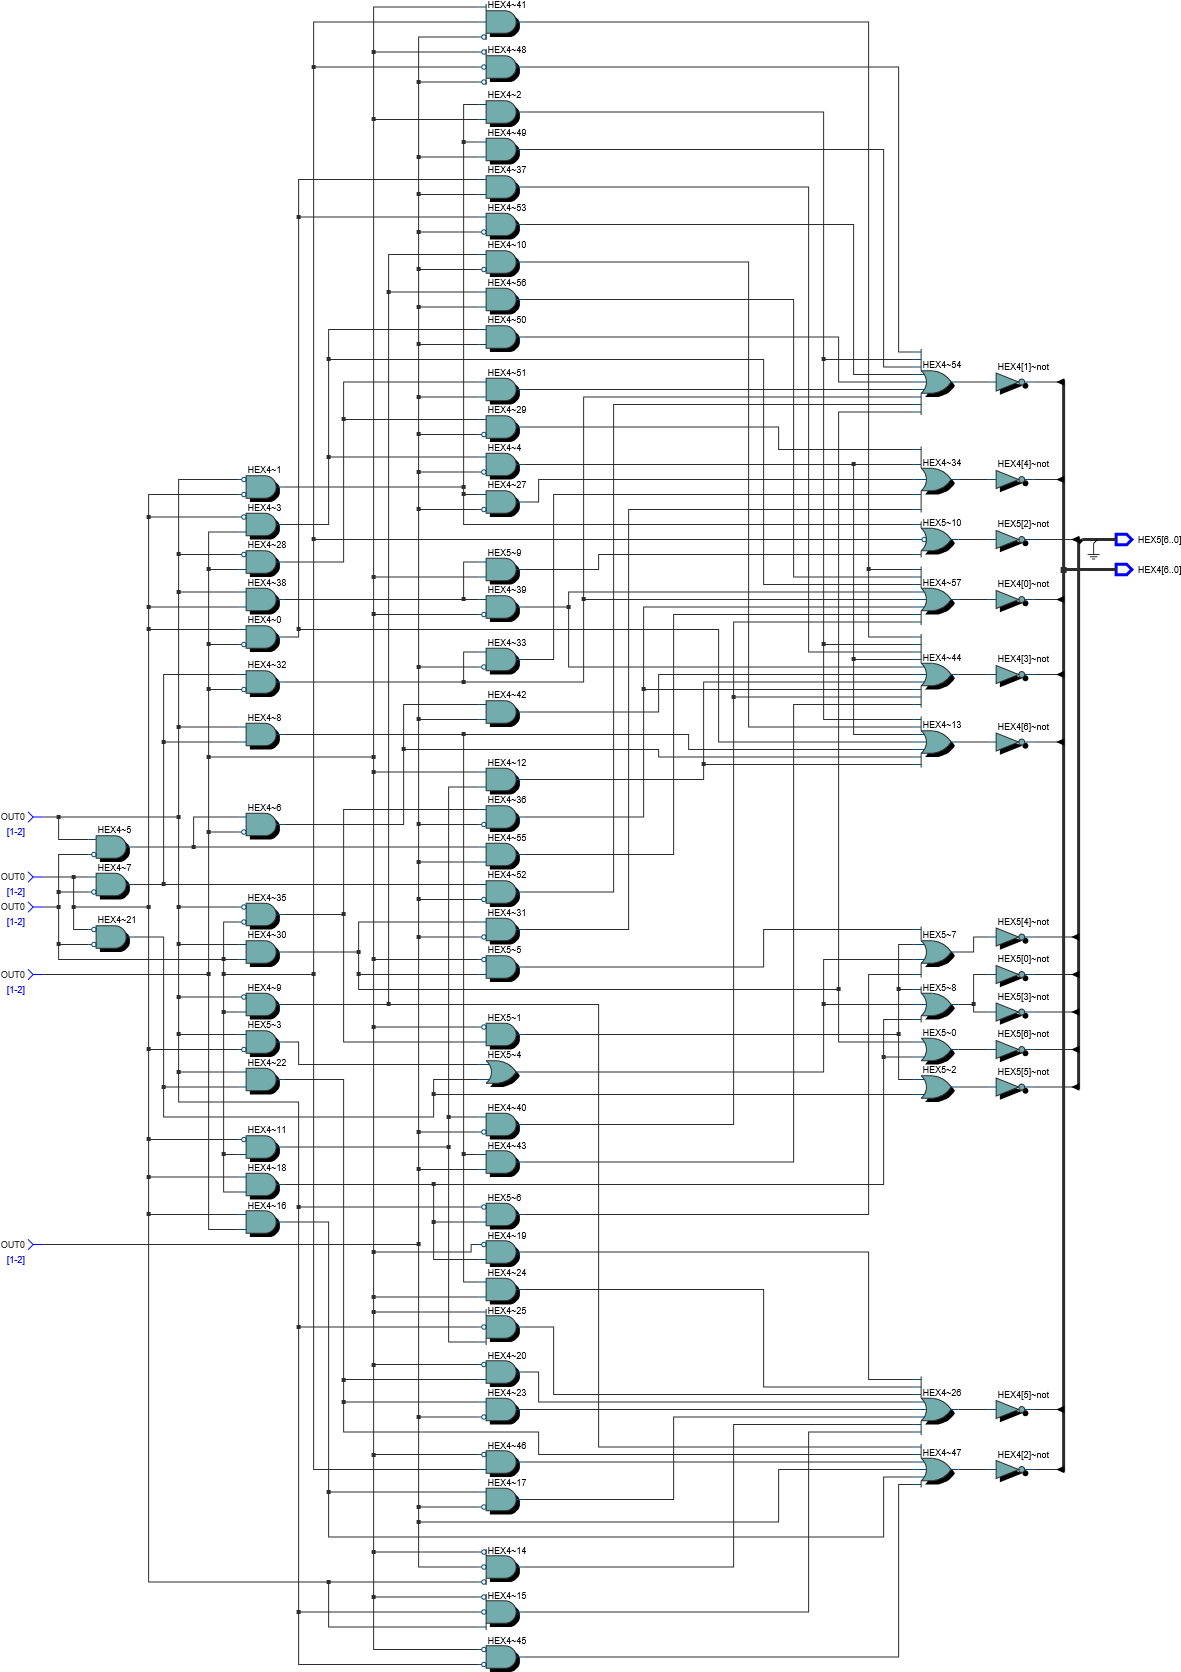 HEX4~41
HEX4~48
HEX4~2
HEX4~49
HEX4~37
HEX4~53
HEX4~10
HEX4~56
HEX4~50
HEX4~54
HEX4[1]~not
HEX4~51
HEX4~29
HEX4~4
HEX4~34
HEX4[4]~not
HEX4~1
HEX4~27
HEX4~3
HEX5~10
HEX5[2]~not
HEX5[6..0]
HEX4~28
HEX5~9
HEX4[6..0]
HEX4~38
HEX4~39
HEX4~57
HEX4[0]~not
HEX4~0
HEX4~33
HEX4~44
HEX4[3]~not
HEX4~32
HEX4~42
HEX4~8
HEX4~13
HEX4[6]~not
HEX4~12
HEX4~6
HEX4~36
OUT0
[1-2]
HEX4~5
HEX4~55
HEX4~7
HEX4~52
OUT0
[1-2]
HEX4~35
OUT0
[1-2]
HEX4~21
HEX4~31
HEX5[4]~not
HEX4~30
HEX5~5
HEX5~7
OUT0
[1-2]
HEX5[0]~not
HEX4~9
HEX5~8
HEX5[3]~not
HEX5~1
HEX5~3
HEX5~0
HEX5[6]~not
HEX5~4
HEX4~22
HEX5~2
HEX5[5]~not
HEX4~40
HEX4~11
HEX4~43
HEX4~18
HEX4~16
HEX5~6
OUT0
[1-2]
HEX4~19
HEX4~24
HEX4~25
HEX4~20
HEX4~23
HEX4~26
HEX4[5]~not
HEX4~46
HEX4~47
HEX4[2]~not
HEX4~17
HEX4~14
HEX4~15
HEX4~45